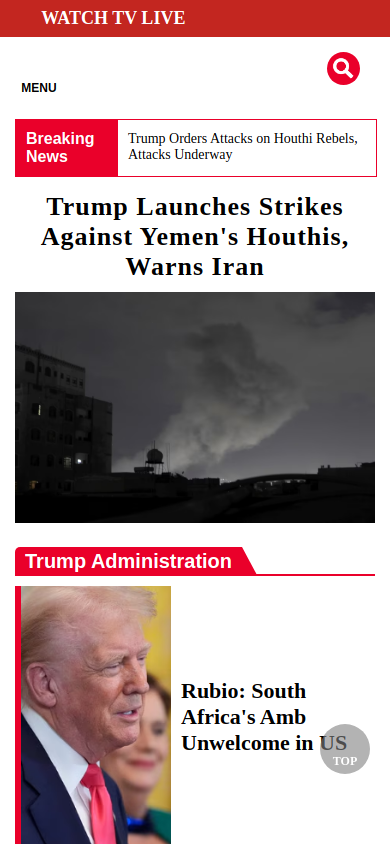 WATCH TV LIVE
MENU
Breaking
News
Trump Orders Attacks on Houthi Rebels,
Attacks Underway
Trump Launches Strikes
Against Yemen's Houthis,
Warns Iran
Trump Administration
Rubio: South
Africa's Amb
Unwelcome in US
TOP